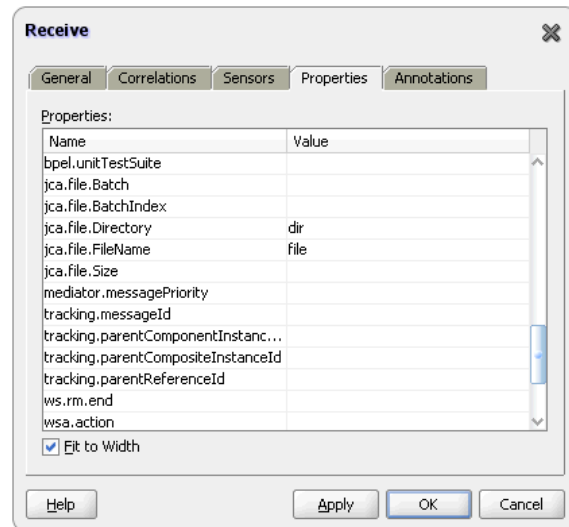 Receive
General Correlations Sensors Properties Annotations
Properties:
Name Value
bpel.unitTestSuite
jca.file.Batch
jca.file.BatchIndex
jca.file.Directory dir
jca.file.FileName file
jca.file.Size
mediator.messagePriority
tracking.messageId
tracking.parentComponentInstanc...
tracking.parentCompositeInstanceId
tracking.parentReferenceId
ws.rm.end
wsa.action
Fit to Width
Help Apply OK Cancel